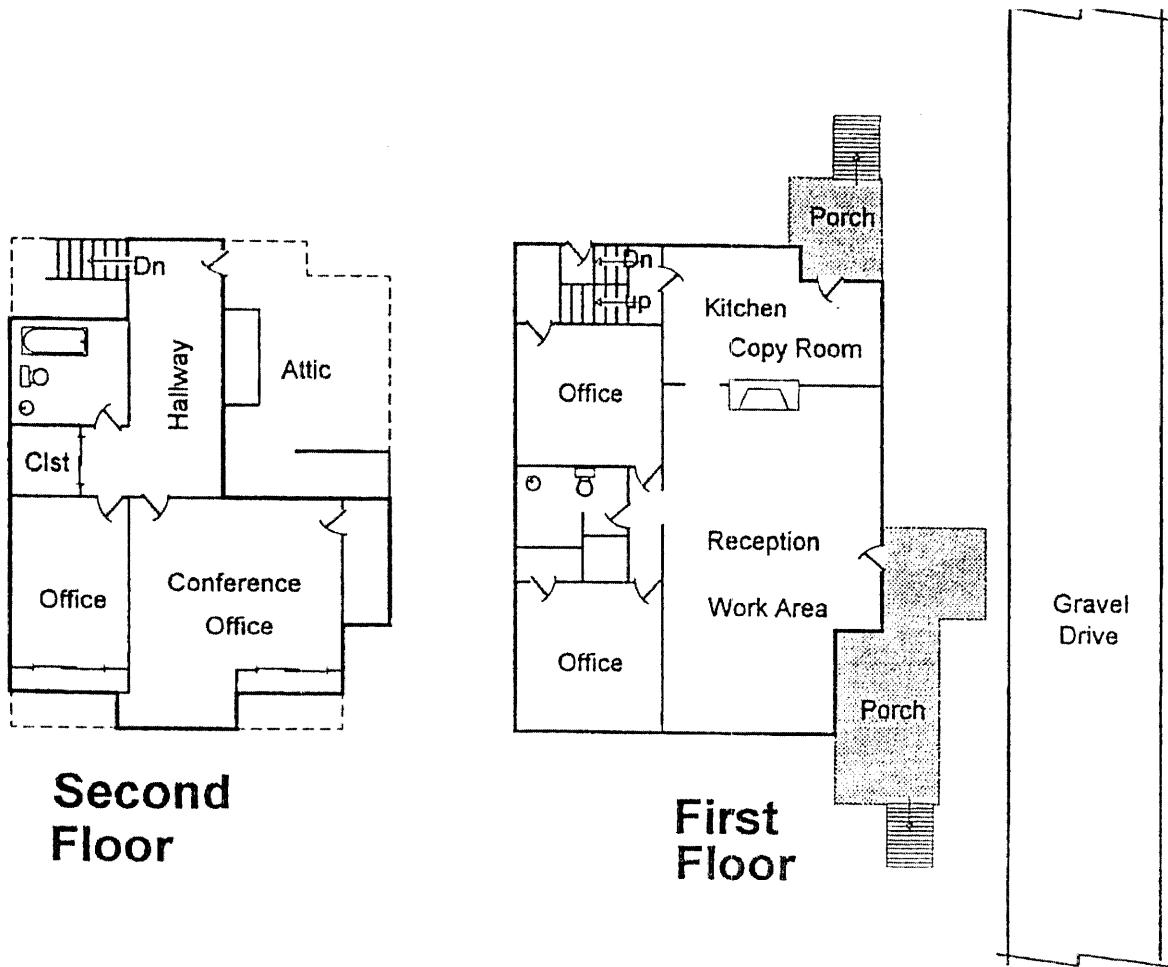 Dn
Hallway
Attic
Clst
Office
Conference
Office
Second
Floor
Porch
Dn
up
Kitchen
Copy Room
Office
Reception
Work Area
Office
Porch
First
Floor
Gravel
Drive